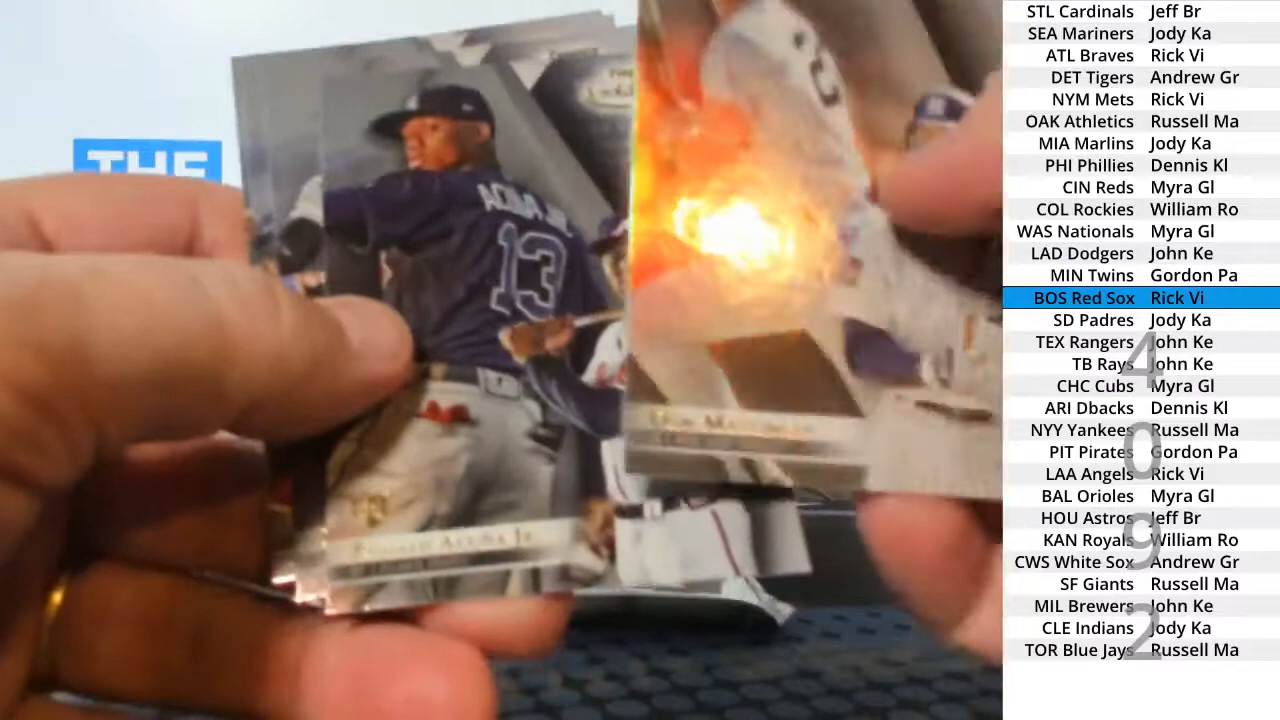 THE
ACUÑA JR.
13
Ronald Acuña Jr.
STL Cardinals Jeff Br
SEA Mariners Jody Ka
ATL Braves Rick Vi
DET Tigers Andrew Gr
NYM Mets Rick Vi
OAK Athletics Russell Ma
MIA Marlins Jody Ka
PHI Phillies Dennis Kl
CIN Reds Myra Gl
COL Rockies William Ro
WAS Nationals Myra Gl
LAD Dodgers John Ke
MIN Twins Gordon Pa
BOS Red Sox Rick Vi
SD Padres Jody Ka
TEX Rangers John Ke
TB Rays John Ke
CHC Cubs Myra Gl
ARI Dbacks Dennis Kl
NYY Yankees Russell Ma
PIT Pirates Gordon Pa
LAA Angels Rick Vi
BAL Orioles Myra Gl
HOU Astros Jeff Br
KAN Royals William Ro
CWS White Sox Andrew Gr
SF Giants Russell Ma
MIL Brewers John Ke
CLE Indians Jody Ka
TOR Blue Jays Russell Ma
4
0
9
2